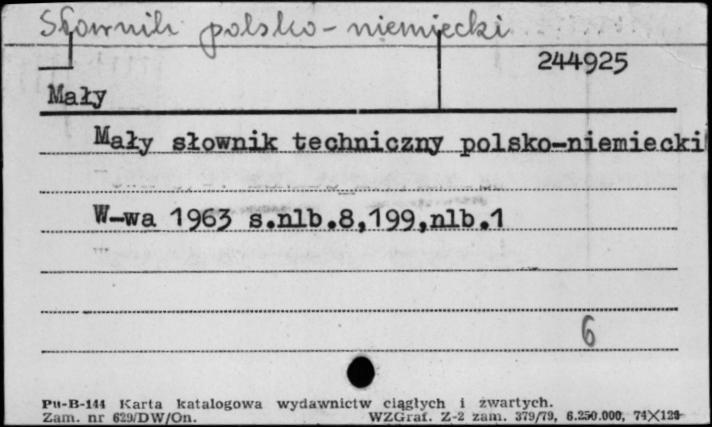 Słownik polsko-niemiecki
244925
Mały
Mały słownik techniczny polsko-niemiecki
W-wa 1963 s.nlb.8,199,nlb.1
6
Pu-B-144 Karta katalogowa wydawnictw ciągłych i zwartych.
Zam. nr 629/DW/On. WZGraf. Z-2 zam. 379/79, 6.250.000, 74×128